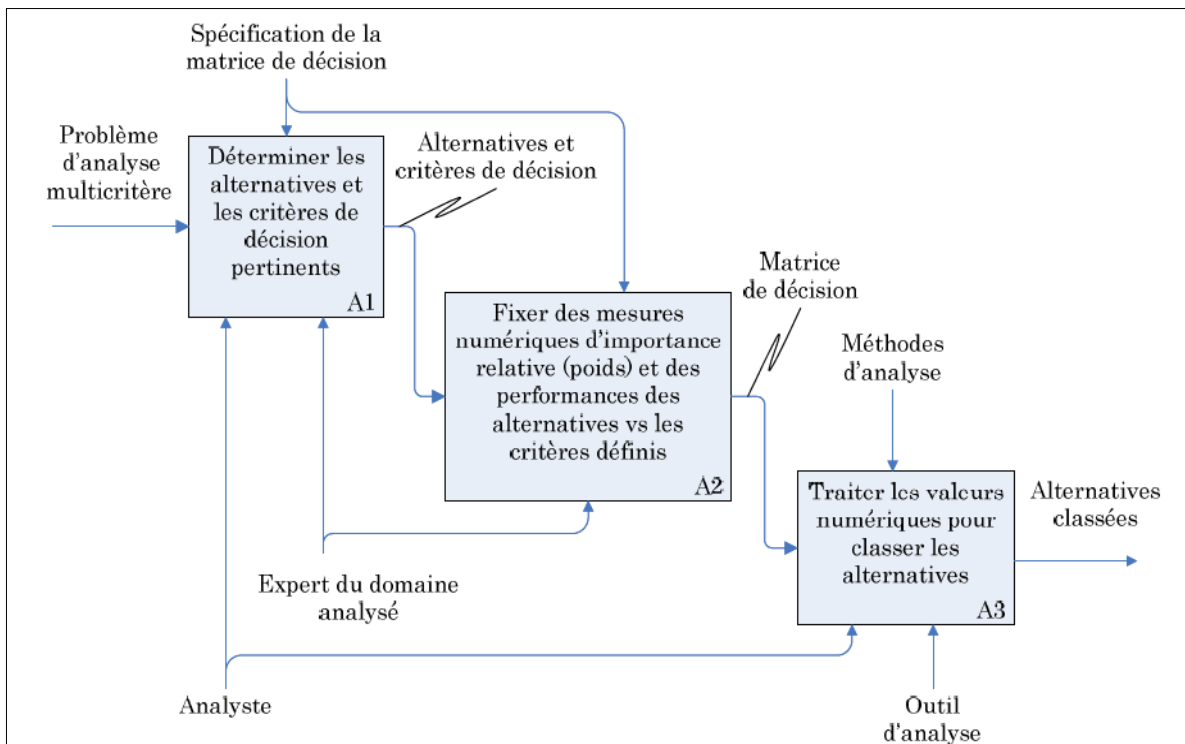 Spécification de la
matrice de décision
Problème
d'analyse
multicritère
Déterminer les
alternatives et
les critères de
décision
pertinents
A1
Alternatives et
critères de décision
Fixer des mesures
numériques d'importance
relative (poids) et des
performances des
alternatives vs les
critères définis
A2
Matrice
de décision
Méthodes
d'analyse
Traiter les valeurs
numériques pour
classer les
alternatives
A3
Alternatives
classées
Expert du domaine
analysé
Analyste
Outil
d'analyse